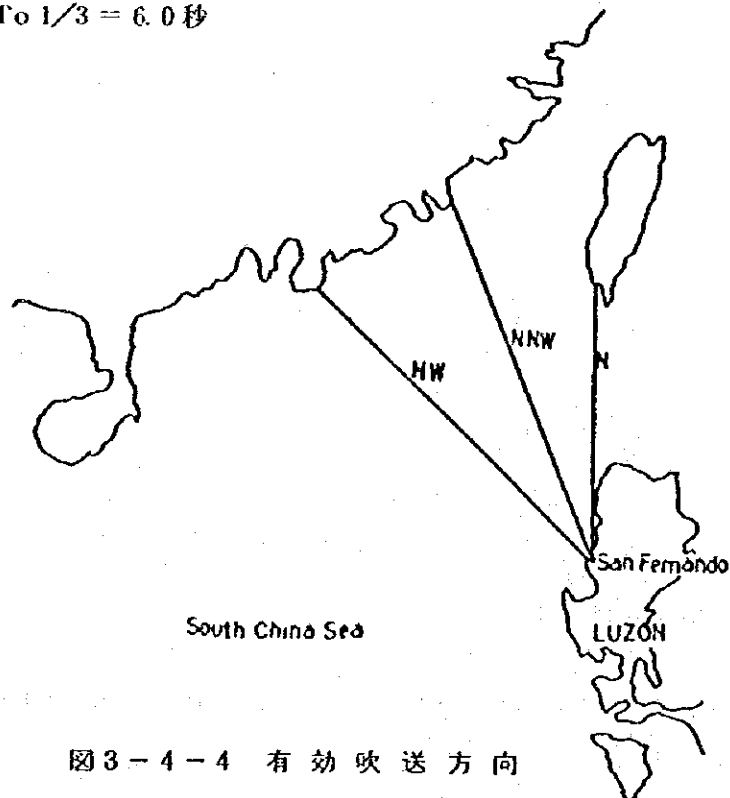 To 1/3 = 6.0秒
NNW
NW
N
San Fernando
South China Sea
LUZON
図3-4-4 有効吹送方向